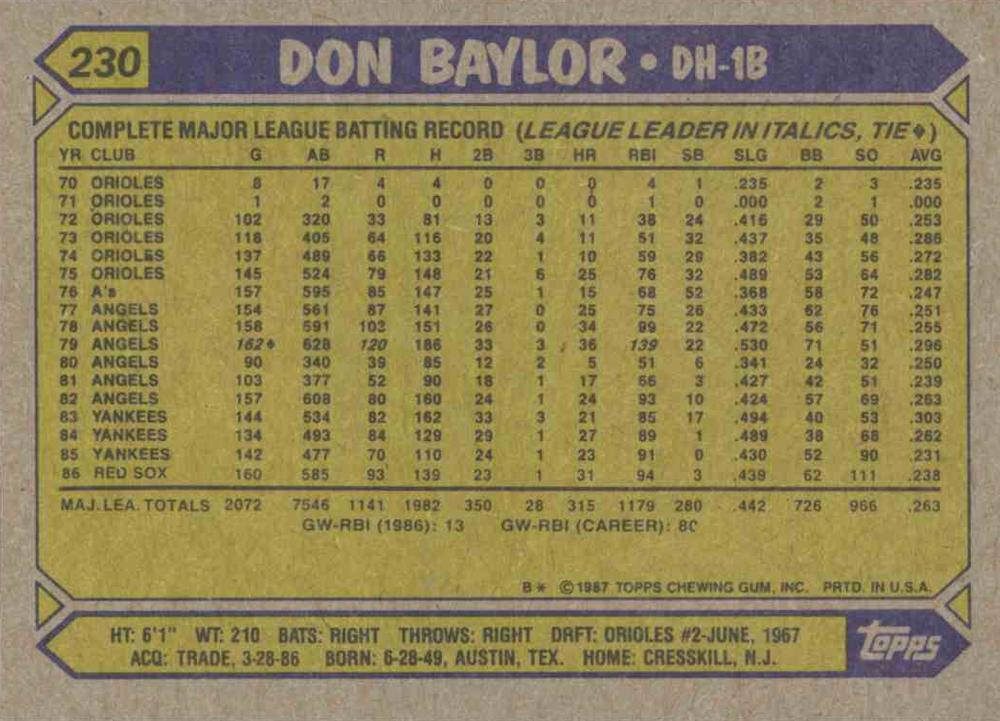 230 DON BAYLOR • DH-1B
COMPLETE MAJOR LEAGUE BATTING RECORD (LEAGUE LEADER IN ITALICS, TIE♦)
YR CLUB G AB R H 2B 3B HR RBI SB SLG BB SO AVG
70 ORIOLES 8 17 4 4 0 0 0 4 1 .235 2 3 .235
71 ORIOLES 1 2 0 0 0 0 0 1 0 .000 2 1 .000
72 ORIOLES 102 320 33 81 13 3 11 38 24 .416 29 50 .253
73 ORIOLES 118 405 64 116 20 4 11 51 32 .437 35 48 .286
74 ORIOLES 137 489 66 133 22 1 10 59 29 .382 43 56 .272
75 ORIOLES 145 524 79 148 21 6 25 76 32 .489 53 64 .282
76 A's 157 595 85 147 25 1 15 68 52 .368 58 72 .247
77 ANGELS 154 561 87 141 27 0 25 75 26 .433 62 76 .251
78 ANGELS 158 591 103 151 26 0 34 99 22 .472 56 71 .255
79 ANGELS 162♦ 628 120 186 33 3 36 139 22 .530 71 51 .296
80 ANGELS 90 340 39 85 12 2 5 51 6 .341 24 32 .250
81 ANGELS 103 377 52 90 18 1 17 66 3 .427 42 51 .239
82 ANGELS 157 608 80 160 24 1 24 93 10 .424 57 69 .263
83 YANKEES 144 534 82 162 33 3 21 85 17 .494 40 53 .303
84 YANKEES 134 493 84 129 29 1 27 89 1 .489 38 68 .262
85 YANKEES 142 477 70 110 24 1 23 91 0 .430 52 90 .231
86 RED SOX 160 585 93 139 23 1 31 94 3 .439 62 111 .238
MAJ. LEA. TOTALS 2072 7546 1141 1982 350 28 315 1179 280 .442 726 966 .263
GW-RBI (1986): 13 GW-RBI (CAREER): 80
B* ©1987 TOPPS CHEWING GUM, INC. PRTD. IN U.S.A.
HT: 6'1" WT: 210 BATS: RIGHT THROWS: RIGHT DRFT: ORIOLES #2-JUNE, 1967
ACQ: TRADE, 3-28-86 BORN: 6-28-49, AUSTIN, TEX. HOME: CRESSKILL, N.J.
Topps